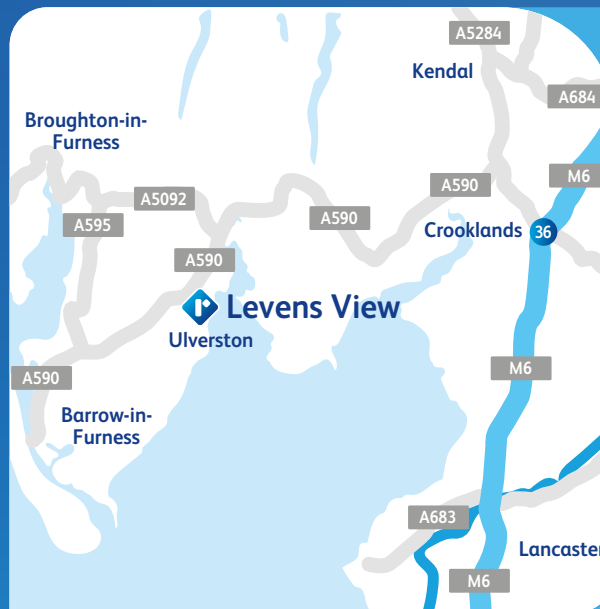 A5284
Kendal
A684
Broughton-in-
Furness
M6
A590
A5092
A590
A595
Crooklands
36
A590
r Levens View
Ulverston
M6
A590
Barrow-in-
Furness
A683
Lancaster
M6